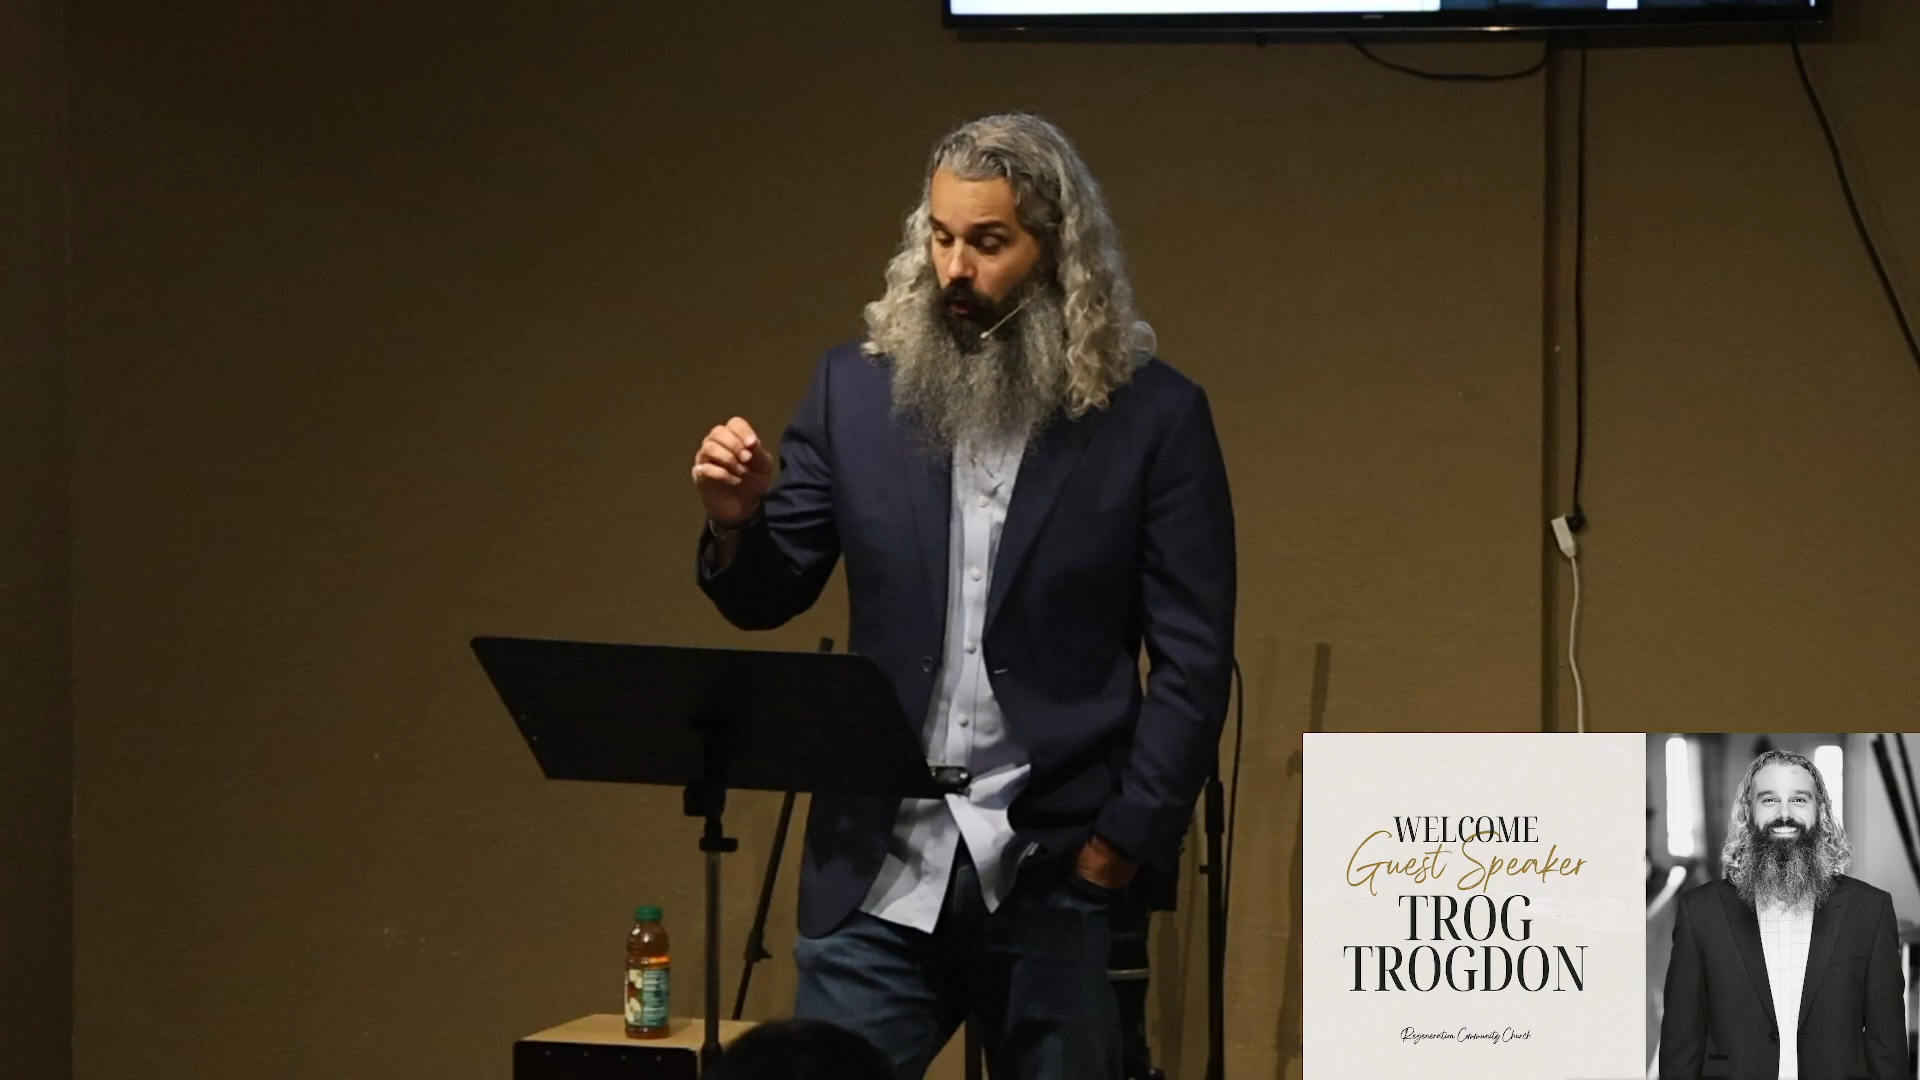 WELCOME
Guest Speaker
TROG
TROGDON
Regeneration Community Church